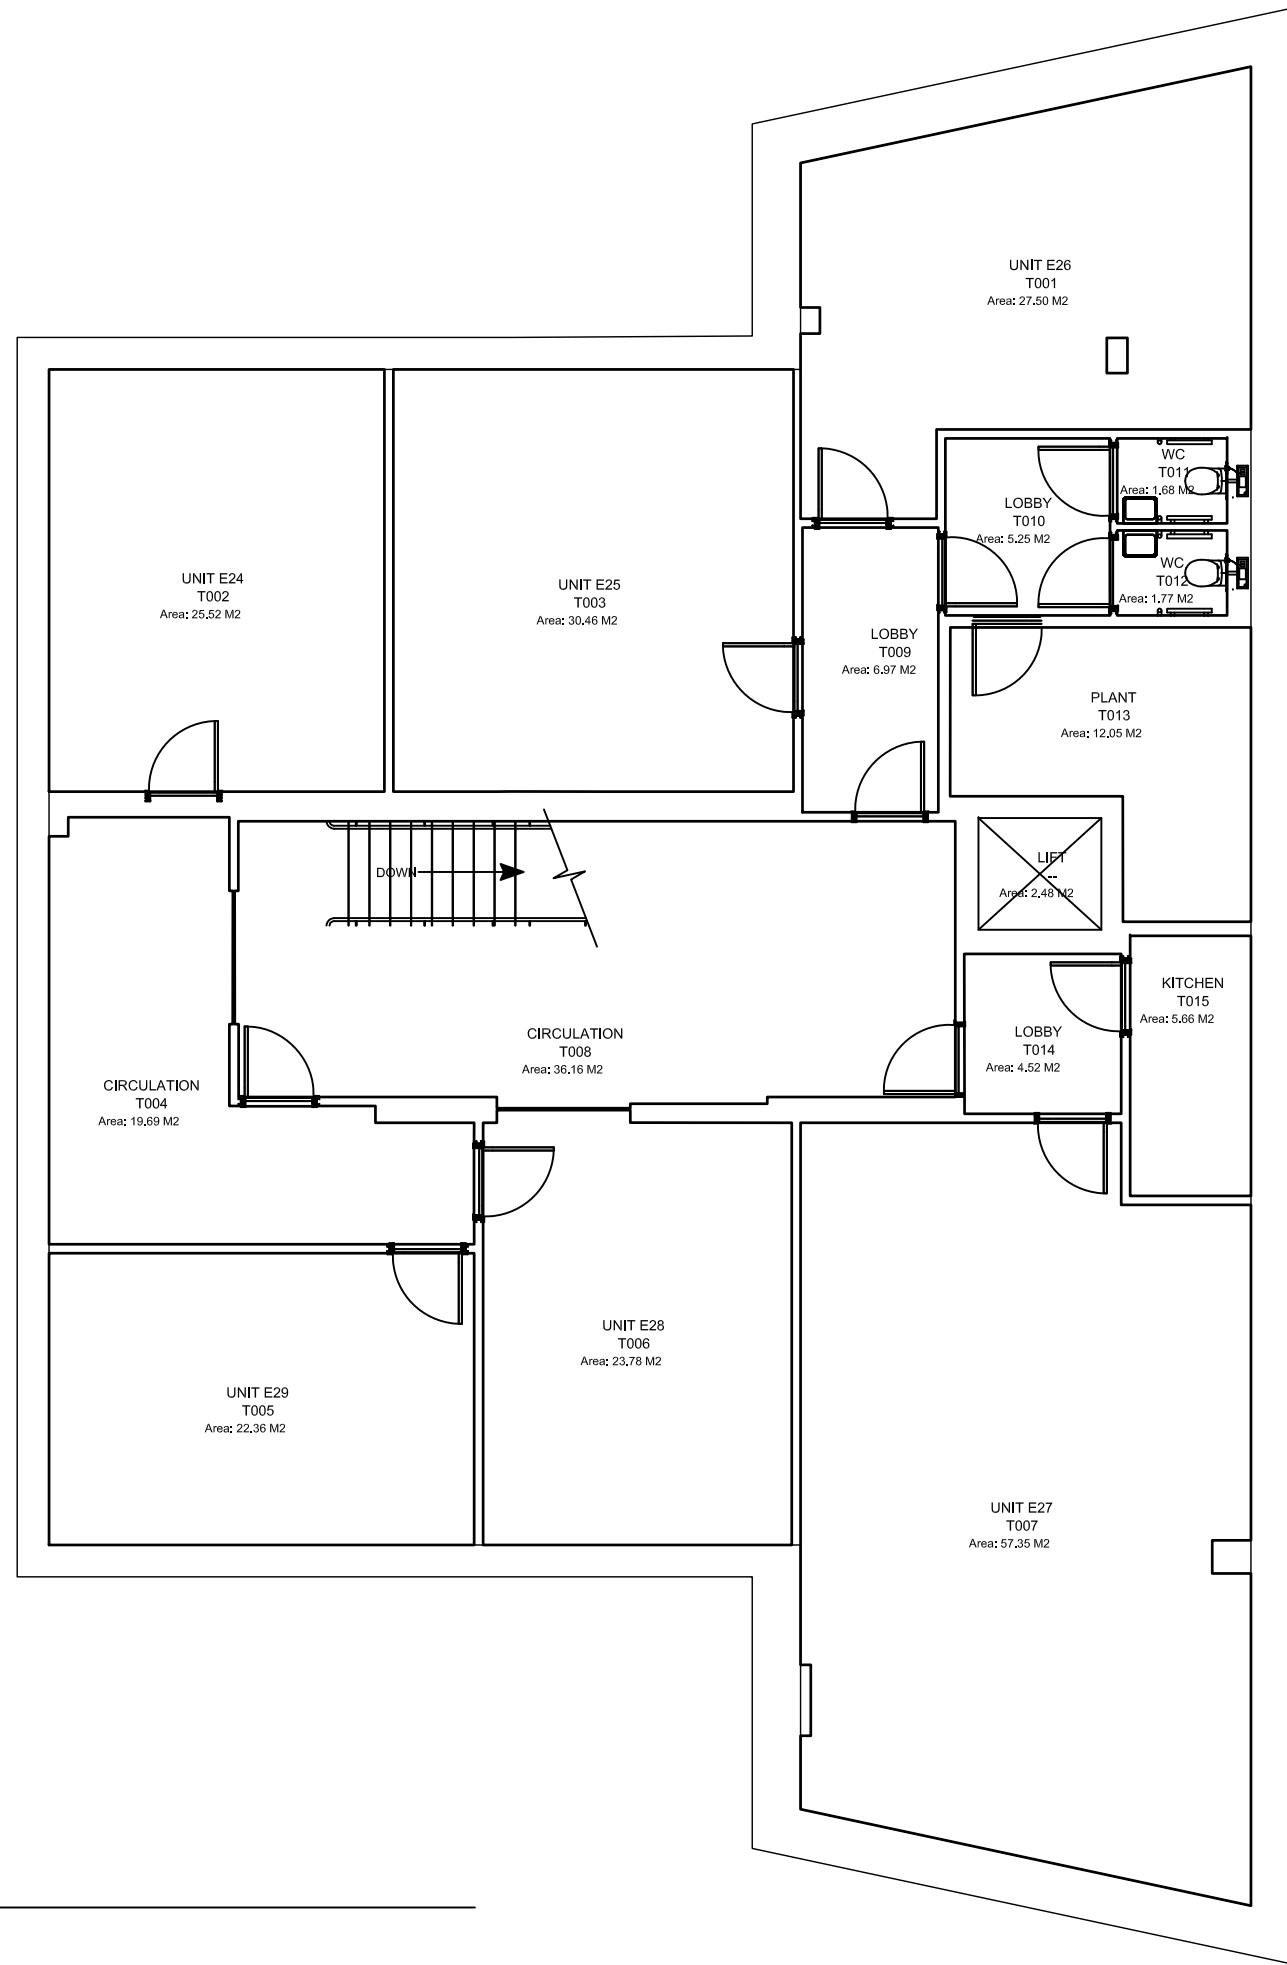 UNIT E26
T001
Area: 27.50 M2
WC
T011
Area: 1.68 M2
LOBBY
T010
Area: 5.25 M2
WC
T012
Area: 1.77 M2
UNIT E24
T002
Area: 25.52 M2
UNIT E25
T003
Area: 30.46 M2
LOBBY
T009
Area: 6.97 M2
PLANT
T013
Area: 12.05 M2
DOWN
LIFT
--
Area: 2.48 M2
KITCHEN
T015
Area: 5.66 M2
CIRCULATION
T008
Area: 36.16 M2
LOBBY
T014
Area: 4.52 M2
CIRCULATION
T004
Area: 19.69 M2
UNIT E28
T006
Area: 23.78 M2
UNIT E29
T005
Area: 22.36 M2
UNIT E27
T007
Area: 57.35 M2